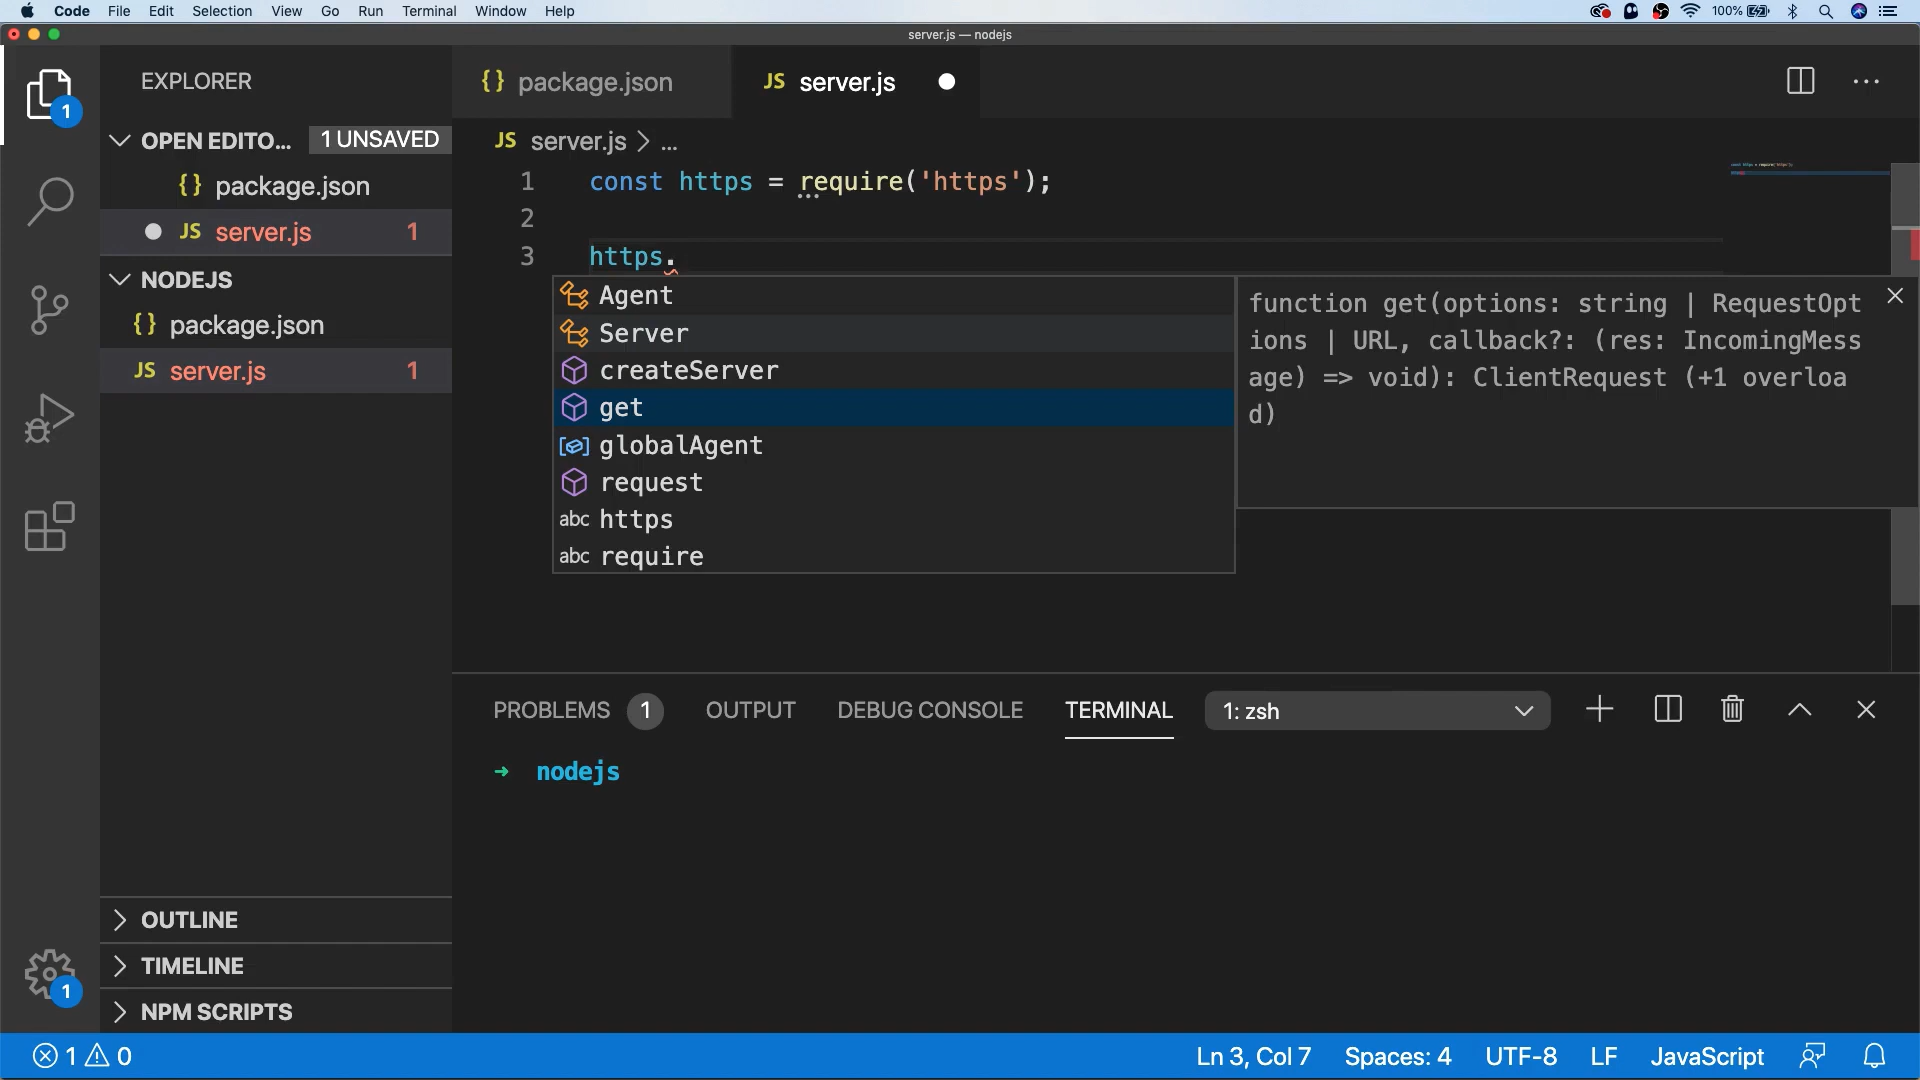 Code File Edit Selection View Go Run Terminal Window Help 100%
server.js — nodejs
EXPLORER
OPEN EDITO... 1 UNSAVED
{} package.json
JS server.js 1
NODEJS
{} package.json
JS server.js 1
OUTLINE
TIMELINE
NPM SCRIPTS
1
1
{} package.json
JS server.js
JS server.js > ...
1 const https = require('https');
2
3 https.
Agent
Server
createServer
get
globalAgent
request
abc https
abc require
function get(options: string | RequestOpt
ions | URL, callback?: (res: IncomingMess
age) => void): ClientRequest (+1 overloa
d)
PROBLEMS 1 OUTPUT DEBUG CONSOLE TERMINAL 1: zsh
➜ nodejs
1 0 Ln 3, Col 7 Spaces: 4 UTF-8 LF JavaScript